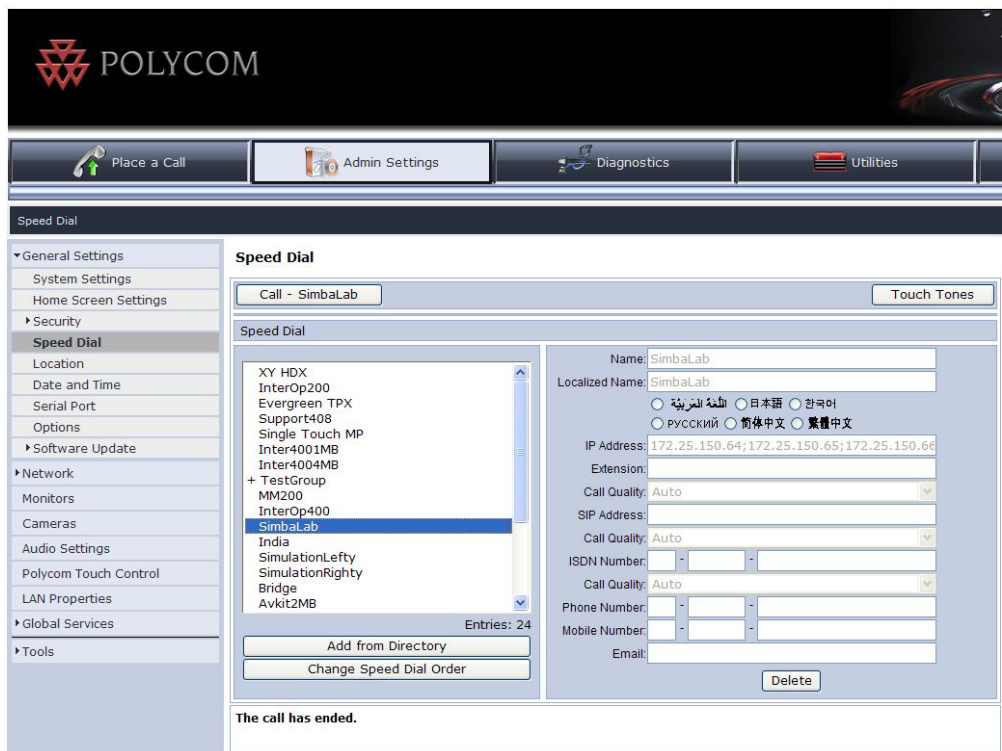 POLYCOM
Place a Call
Admin Settings
Diagnostics
Utilities
Speed Dial
General Settings
System Settings
Home Screen Settings
Security
Speed Dial
Location
Date and Time
Serial Port
Options
Software Update
Network
Monitors
Cameras
Audio Settings
Polycom Touch Control
LAN Properties
Global Services
Tools
Speed Dial
Call - SimbaLab
Touch Tones
Speed Dial
XY HDX
InterOp200
Evergreen TPX
Support408
Single Touch MP
Inter4001MB
Inter4004MB
+ TestGroup
MM200
InterOp400
SimbaLab
India
SimulationLefty
SimulationRighty
Bridge
Avkit2MB
Entries: 24
Add from Directory
Change Speed Dial Order
Name: SimbaLab
Localized Name: SimbaLab
اللُّغَةُ العَرَبِيَّة 日本語 한국어
РУССКИЙ 简体中文 繁體中文
IP Address: 172.25.150.64;172.25.150.65;172.25.150.66
Extension:
Call Quality: Auto
SIP Address:
Call Quality: Auto
ISDN Number: - -
Call Quality: Auto
Phone Number: - -
Mobile Number: - -
Email:
Delete
The call has ended.